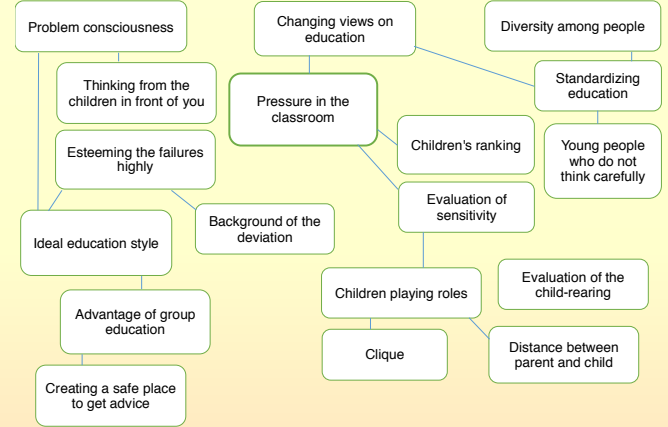 Problem consciousness
Thinking from the
children in front of you
Esteeming the failures
highly
Background of the
deviation
Ideal education style
Advantage of group
education
Creating a safe place
to get advice
Changing views on
education
Pressure in the
classroom
Children's ranking
Evaluation of
sensitivity
Children playing roles
Clique
Distance between
parent and child
Evaluation of the
child-rearing
Diversity among people
Standardizing
education
Young people
who do not
think carefully